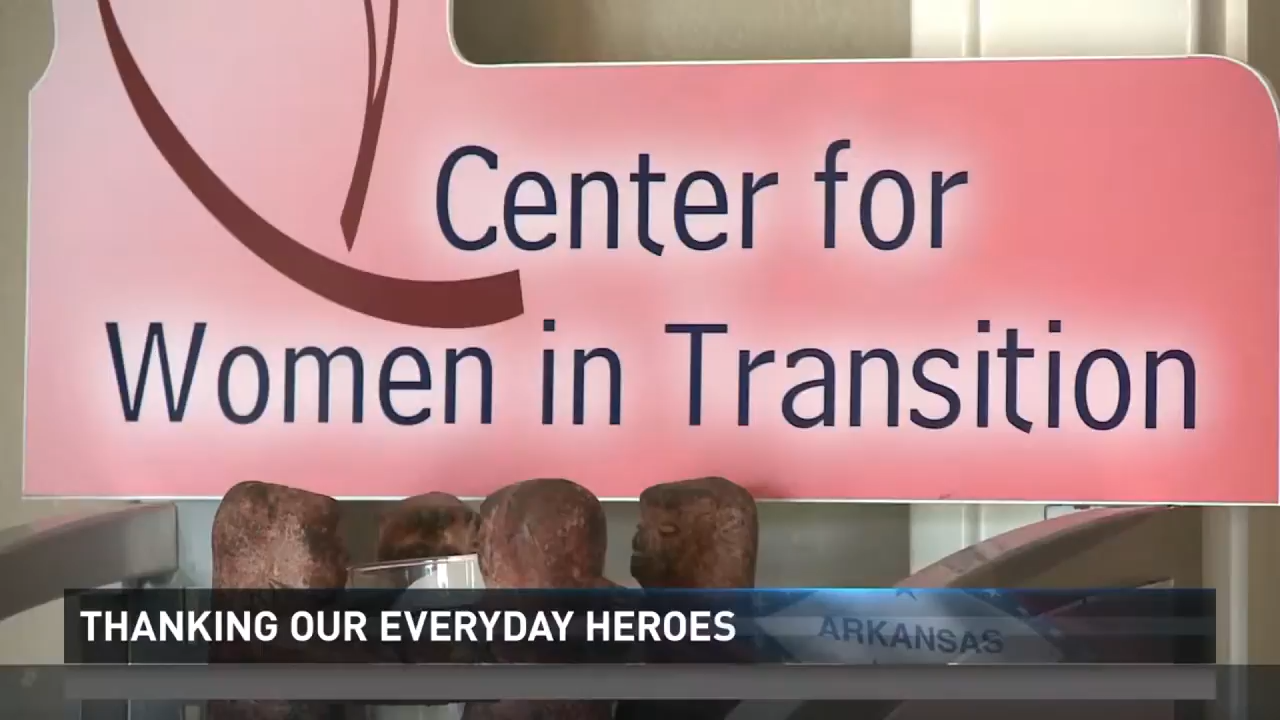 Center for
Women in Transition
THANKING OUR EVERYDAY HEROES
ARKANSAS